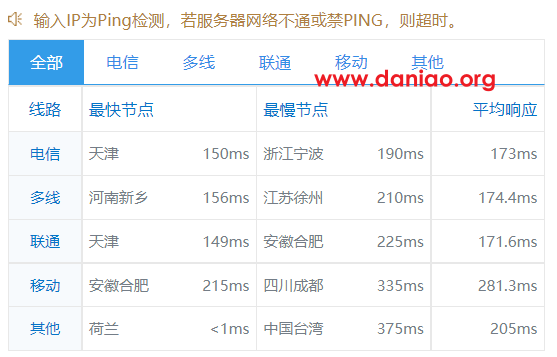 输入IP为Ping检测，若服务器网络不通或禁PING，则超时。
全部 电信 多线 联通 移动 其他
www.daniao.org
线路 最快节点 最慢节点 平均响应
电信 天津 150ms 浙江宁波 190ms 173ms
多线 河南新乡 156ms 江苏徐州 210ms 174.4ms
联通 天津 149ms 安徽合肥 225ms 171.6ms
移动 安徽合肥 215ms 四川成都 335ms 281.3ms
其他 荷兰 <1ms 中国台湾 375ms 205ms